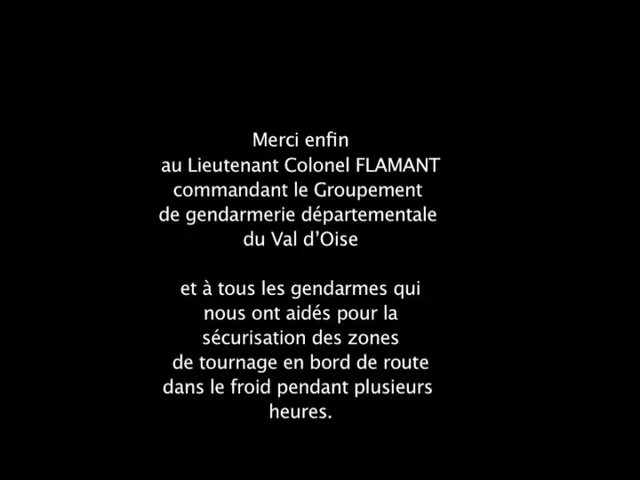 Merci enfin
au Lieutenant Colonel FLAMANT
commandant le Groupement
de gendarmerie départementale
du Val d’Oise
et à tous les gendarmes qui
nous ont aidés pour la
sécurisation des zones
de tournage en bord de route
dans le froid pendant plusieurs
heures.